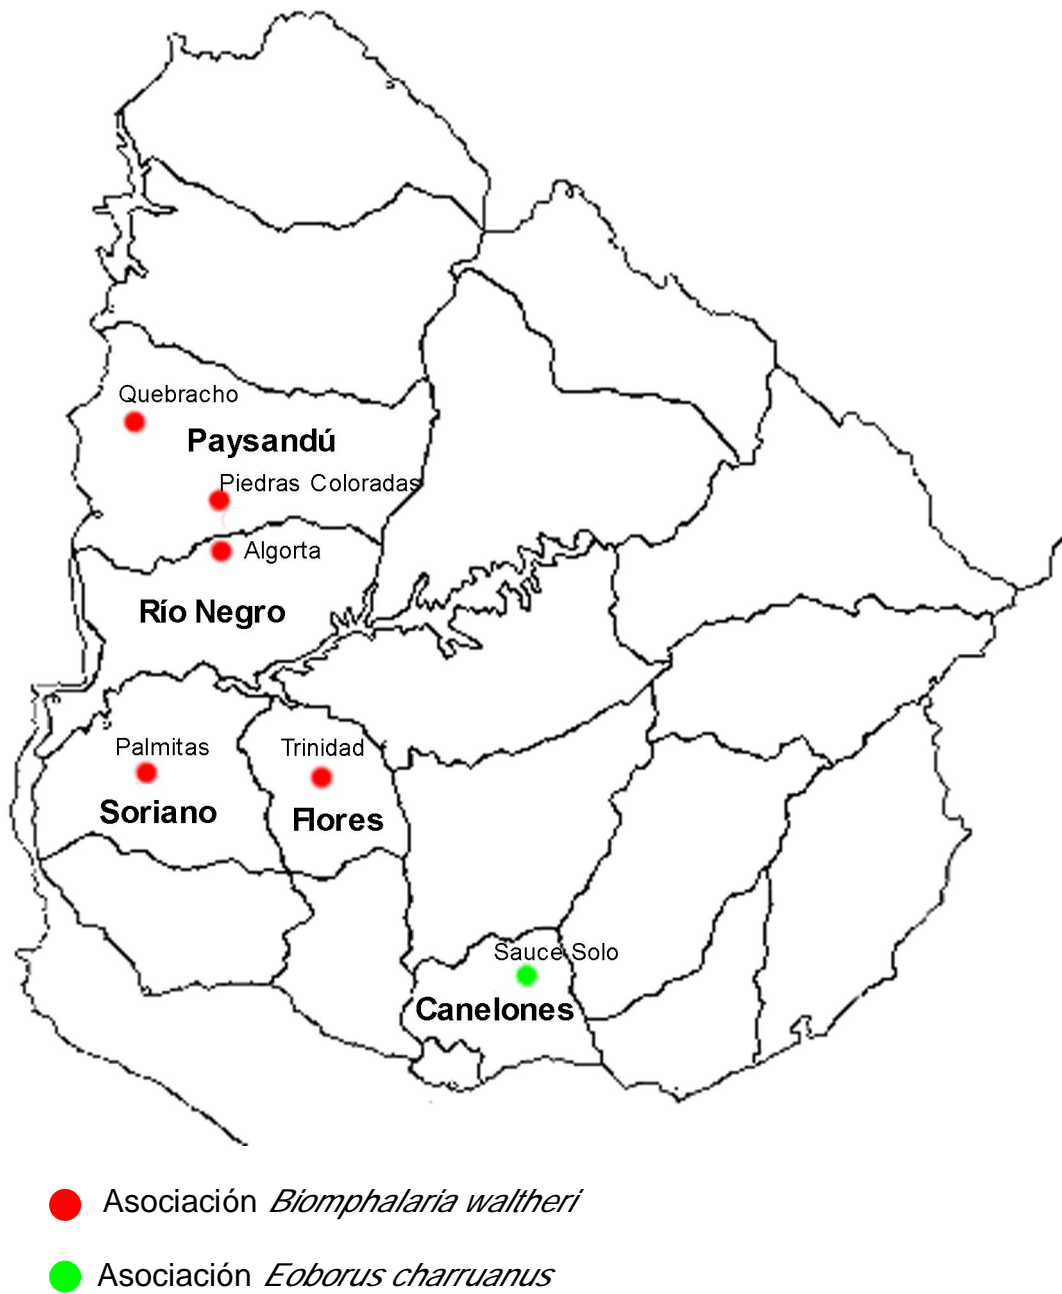 Quebracho
Paysandú
Piedras Coloradas
Algorta
Río Negro
Palmitas
Trinidad
Soriano
Flores
Sauce Solo
Canelones
Asociación Biomphalaria waltheri
Asociación Eoborus charruanus